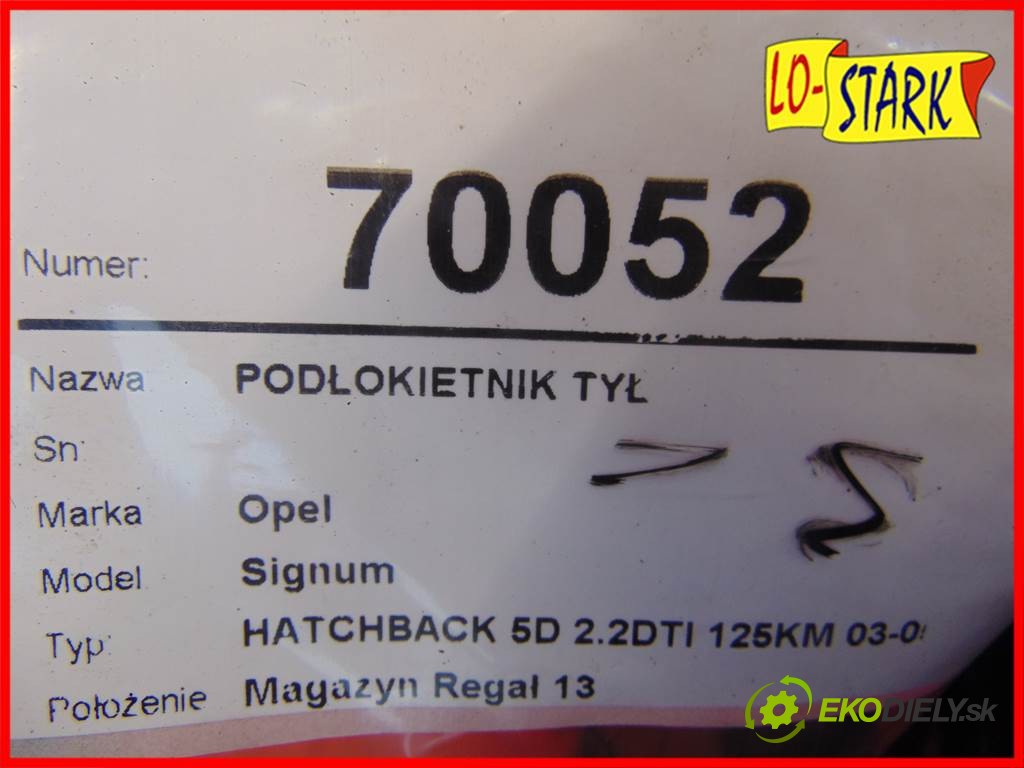 LO-STARK
Numer: 70052
Nazwa: PODŁOKIETNIK TYŁ
Sn:
Marka Opel
Model Signum
Typ: HATCHBACK 5D 2.2DTI 125KM 03-0
Położenie Magazyn Regał 13
EKODIELY.sk